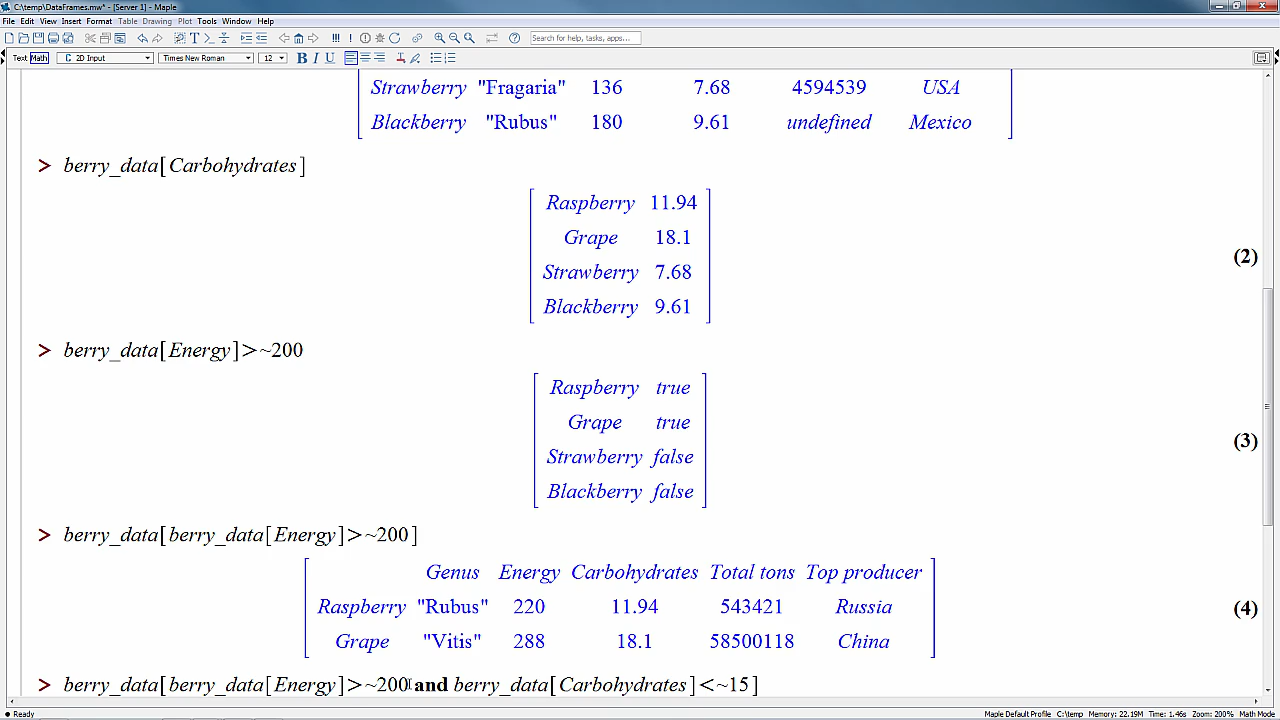 C:\temp\DataFrames.mw* - [Server 1] - Maple
File Edit View Insert Format Table Drawing Plot Tools Window Help
Search for help, tasks, apps...
Text Math 2D Input Times New Roman 12 B I U
Strawberry "Fragaria" 136 7.68 4594539 USA
Blackberry "Rubus" 180 9.61 undefined Mexico
> berry_data[Carbohydrates]
Raspberry 11.94
Grape 18.1
Strawberry 7.68
Blackberry 9.61
(2)
> berry_data[Energy]>~200
Raspberry true
Grape true
Strawberry false
Blackberry false
(3)
> berry_data[berry_data[Energy]>~200]
Genus Energy Carbohydrates Total tons Top producer
Raspberry "Rubus" 220 11.94 543421 Russia
Grape "Vitis" 288 18.1 58500118 China
(4)
> berry_data[berry_data[Energy]>~200 and berry_data[Carbohydrates]<~15]
Ready Maple Default Profile C:\temp Memory: 22.19M Time: 1.46s Zoom: 200% Math Mode